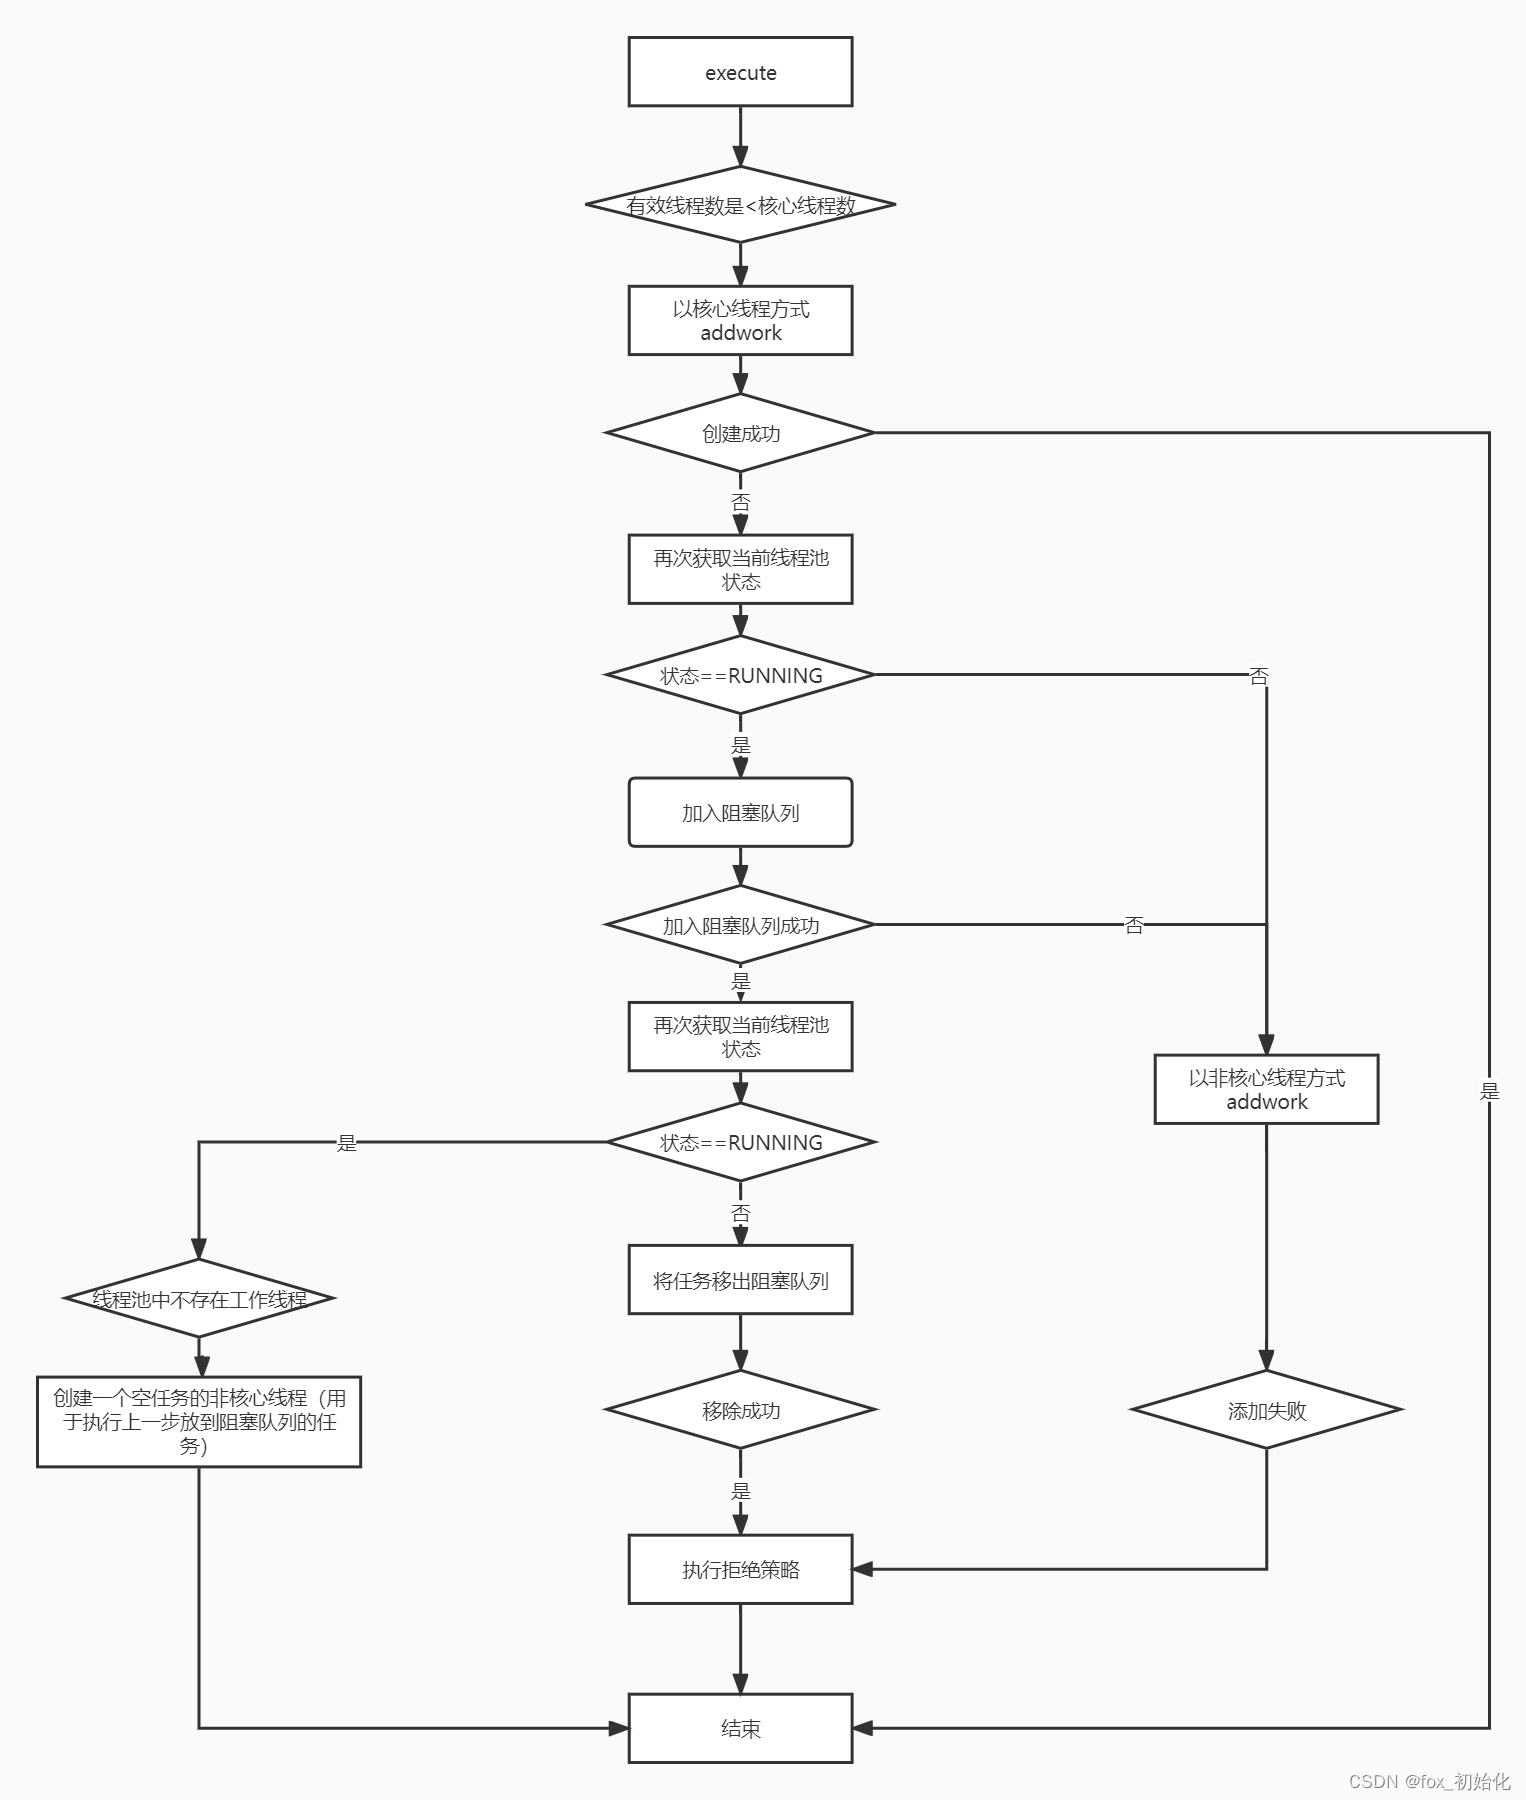 execute
有效线程数是<核心线程数
以核心线程方式
addwork
创建成功
否
再次获取当前线程池
状态
状态==RUNNING
否
是
加入阻塞队列
加入阻塞队列成功
否
是
再次获取当前线程池
状态
以非核心线程方式
addwork
是
状态==RUNNING
是
否
将任务移出阻塞队列
线程池中不存在工作线程
创建一个空任务的非核心线程（用
于执行上一步放到阻塞队列的任
务）
移除成功
添加失败
是
执行拒绝策略
结束
CSDN @fox_初始化